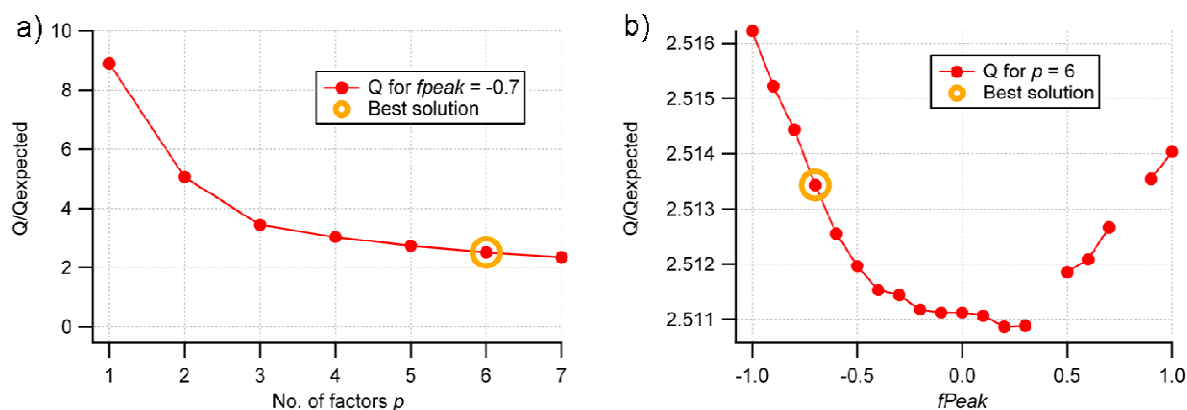 a)
10
8
6
4
2
0
Q/Qexpected
Q for fpeak = -0.7
Best solution
1 2 3 4 5 6 7
No. of factors p
b)
2.516
2.515
2.514
2.513
2.512
2.511
Q/Qexpected
Q for p = 6
Best solution
-1.0 -0.5 0.0 0.5 1.0
fPeak